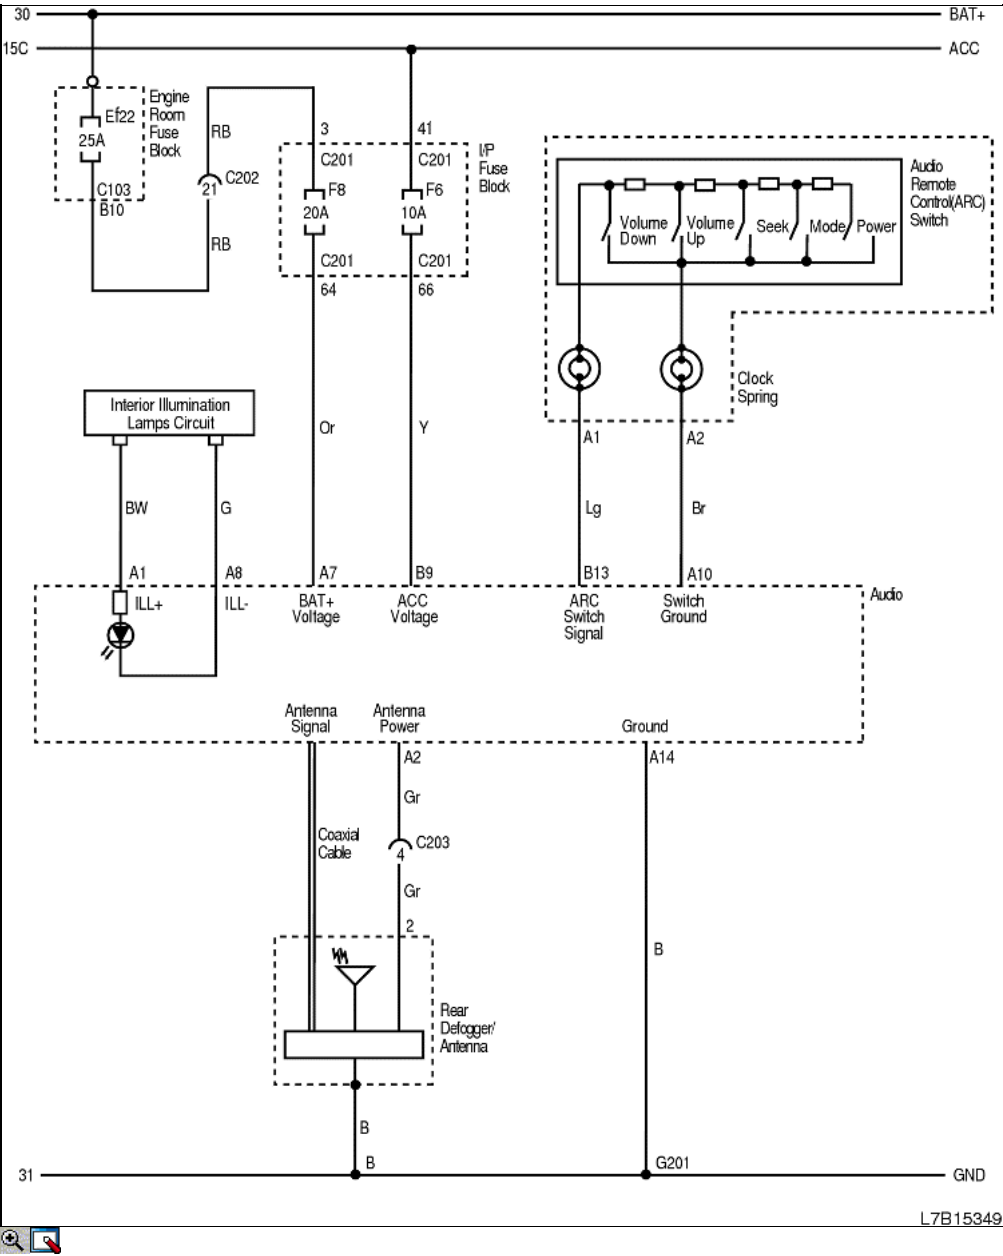 30
BAT+
15C
ACC
Ef22
25A
Engine
Room
Fuse
Block
C103
B10
RB
C202
21
RB
3
41
C201
C201
F8
F6
20A
10A
C201
C201
64
66
I/P
Fuse
Block
Audio
Remote
Control(ARC)
Switch
Volume
Down
Volume
Up
Seek
Mode
Power
Clock
Spring
Interior Illumination
Lamps Circuit
Or
Y
A1
A2
BW
G
Lg
Br
A1
A8
A7
B9
B13
A10
ILL+
ILL-
BAT+
Voltage
ACC
Voltage
ARC
Switch
Signal
Switch
Ground
Audio
Antenna
Signal
Antenna
Power
Ground
A2
A14
Gr
Coaxial
Cable
C203
4
Gr
2
B
Rear
Defogger/
Antenna
B
B
G201
31
GND
L7B15349